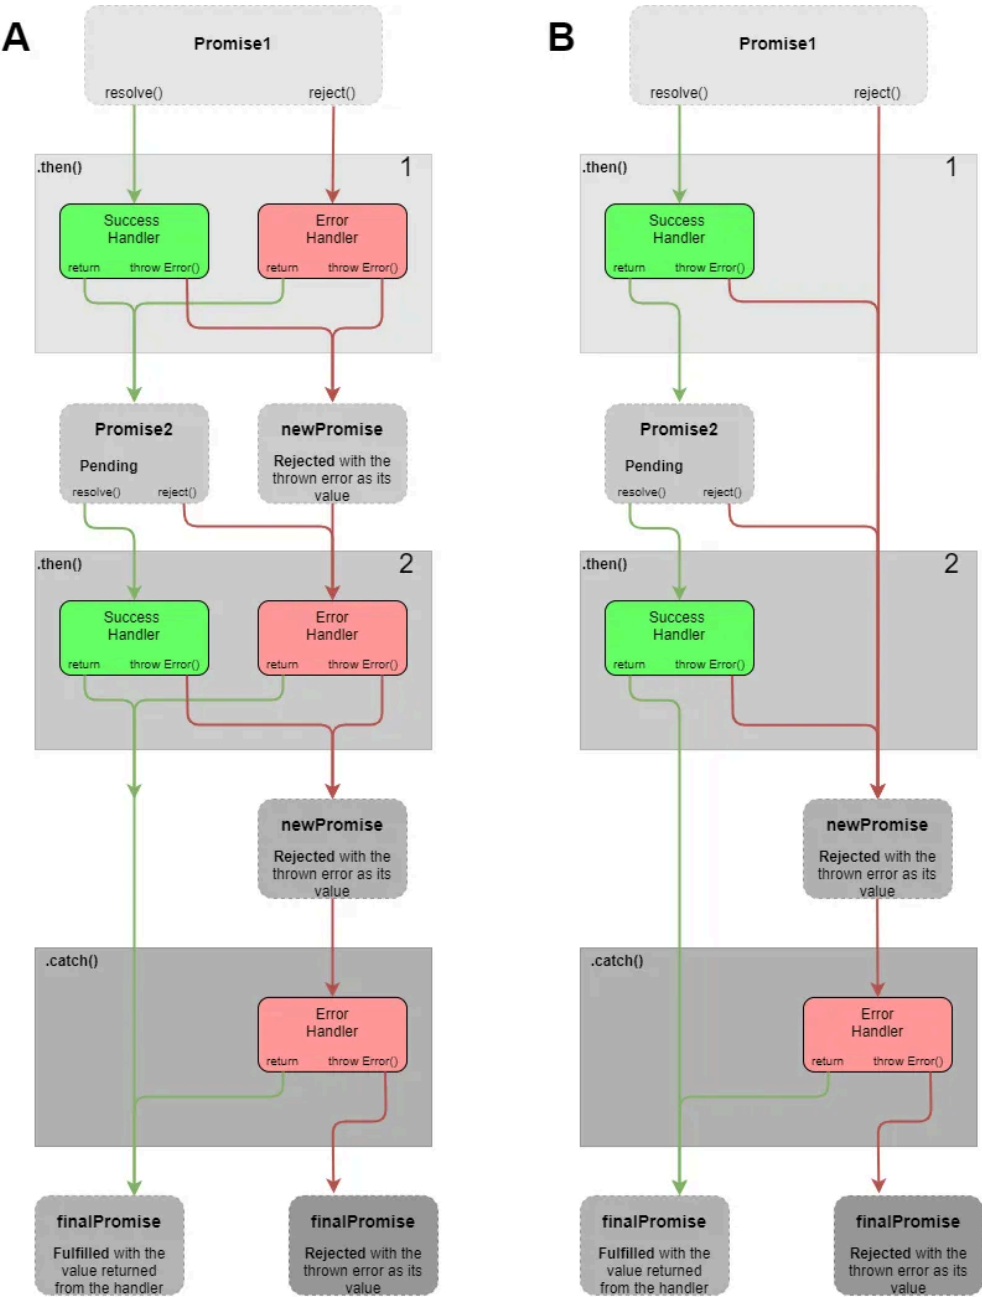 A
Promise1
resolve() reject()
.then() 1
Success
Handler
return throw Error()
Error
Handler
return throw Error()
Promise2
Pending
resolve() reject()
newPromise
Rejected with the
thrown error as its
value
.then() 2
Success
Handler
return throw Error()
Error
Handler
return throw Error()
newPromise
Rejected with the
thrown error as its
value
.catch()
Error
Handler
return throw Error()
finalPromise
Fulfilled with the
value returned
from the handler
finalPromise
Rejected with the
thrown error as its
value
B
Promise1
resolve() reject()
.then() 1
Success
Handler
return throw Error()
Promise2
Pending
resolve() reject()
.then() 2
Success
Handler
return throw Error()
newPromise
Rejected with the
thrown error as its
value
.catch()
Error
Handler
return throw Error()
finalPromise
Fulfilled with the
value returned
from the handler
finalPromise
Rejected with the
thrown error as its
value